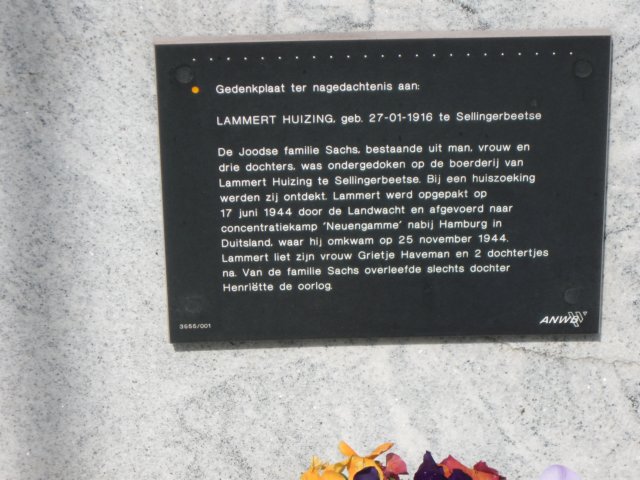 Gedenkplaat ter nagedachtenis aan:
LAMMERT HUIZING, geb. 27-01-1916 te Sellingerbeetse
De Joodse familie Sachs, bestaande uit man, vrouw en
drie dochters, was ondergedoken op de boerderij van
Lammert Huizing te Sellingerbeetse. Bij een huiszoeking
werden zij ontdekt. Lammert werd opgepakt op
17 juni 1944 door de Landwacht en afgevoerd naar
concentratiekamp 'Neuengamme' nabij Hamburg in
Duitsland, waar hij omkwam op 25 november 1944.
Lammert liet zijn vrouw Grietje Haveman en 2 dochtertjes
na. Van de familie Sachs overleefde slechts dochter
Henriëtte de oorlog.
3655/001
ANWB